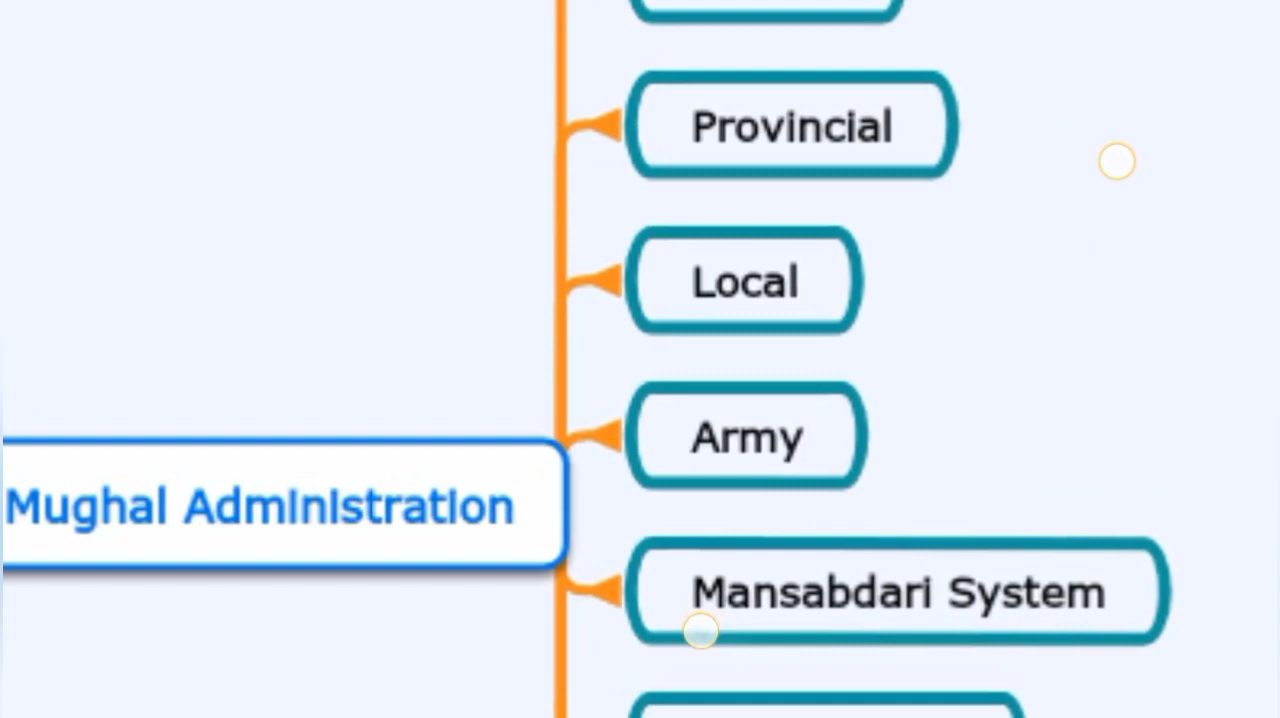 Provincial
Local
Army
Mughal Administration
Mansabdari System